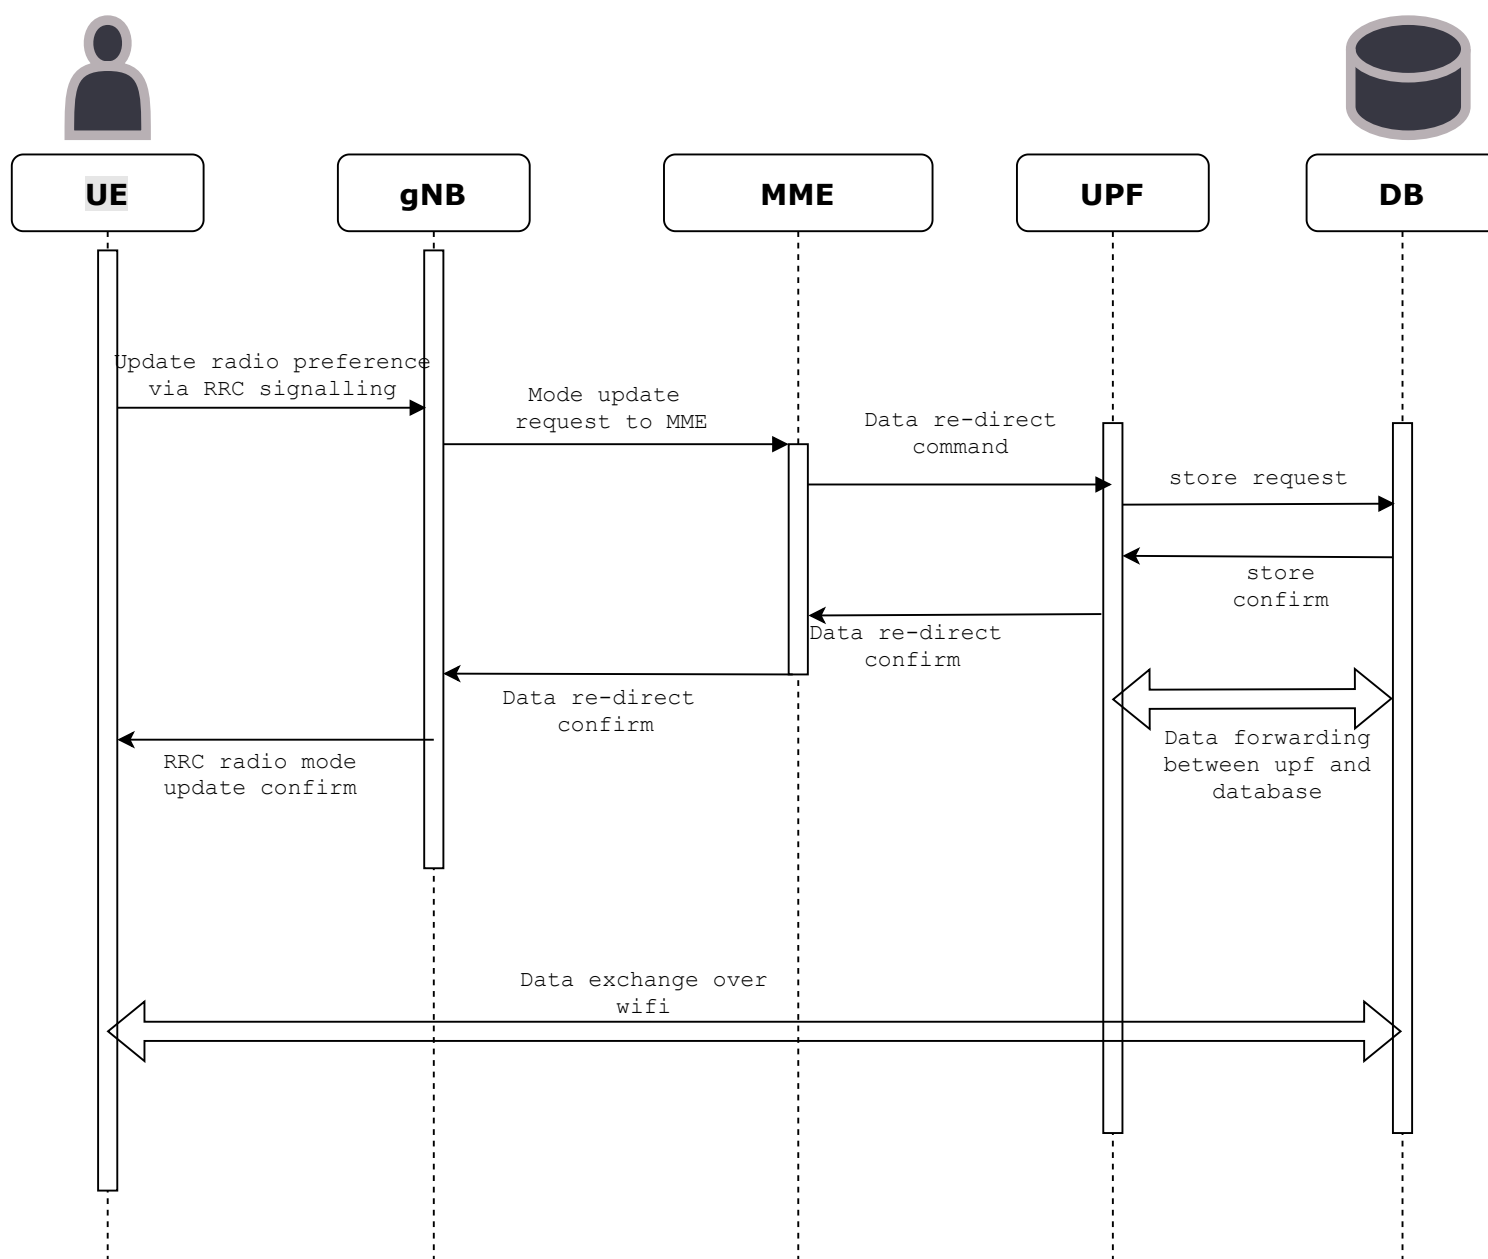 UE
gNB
MME
UPF
DB
Update radio preference
via RRC signalling
Mode update
request to MME
Data re-direct
command
store request
store
confirm
Data re-direct
confirm
Data re-direct
confirm
RRC radio mode
update confirm
Data forwarding
between upf and
database
Data exchange over
wifi